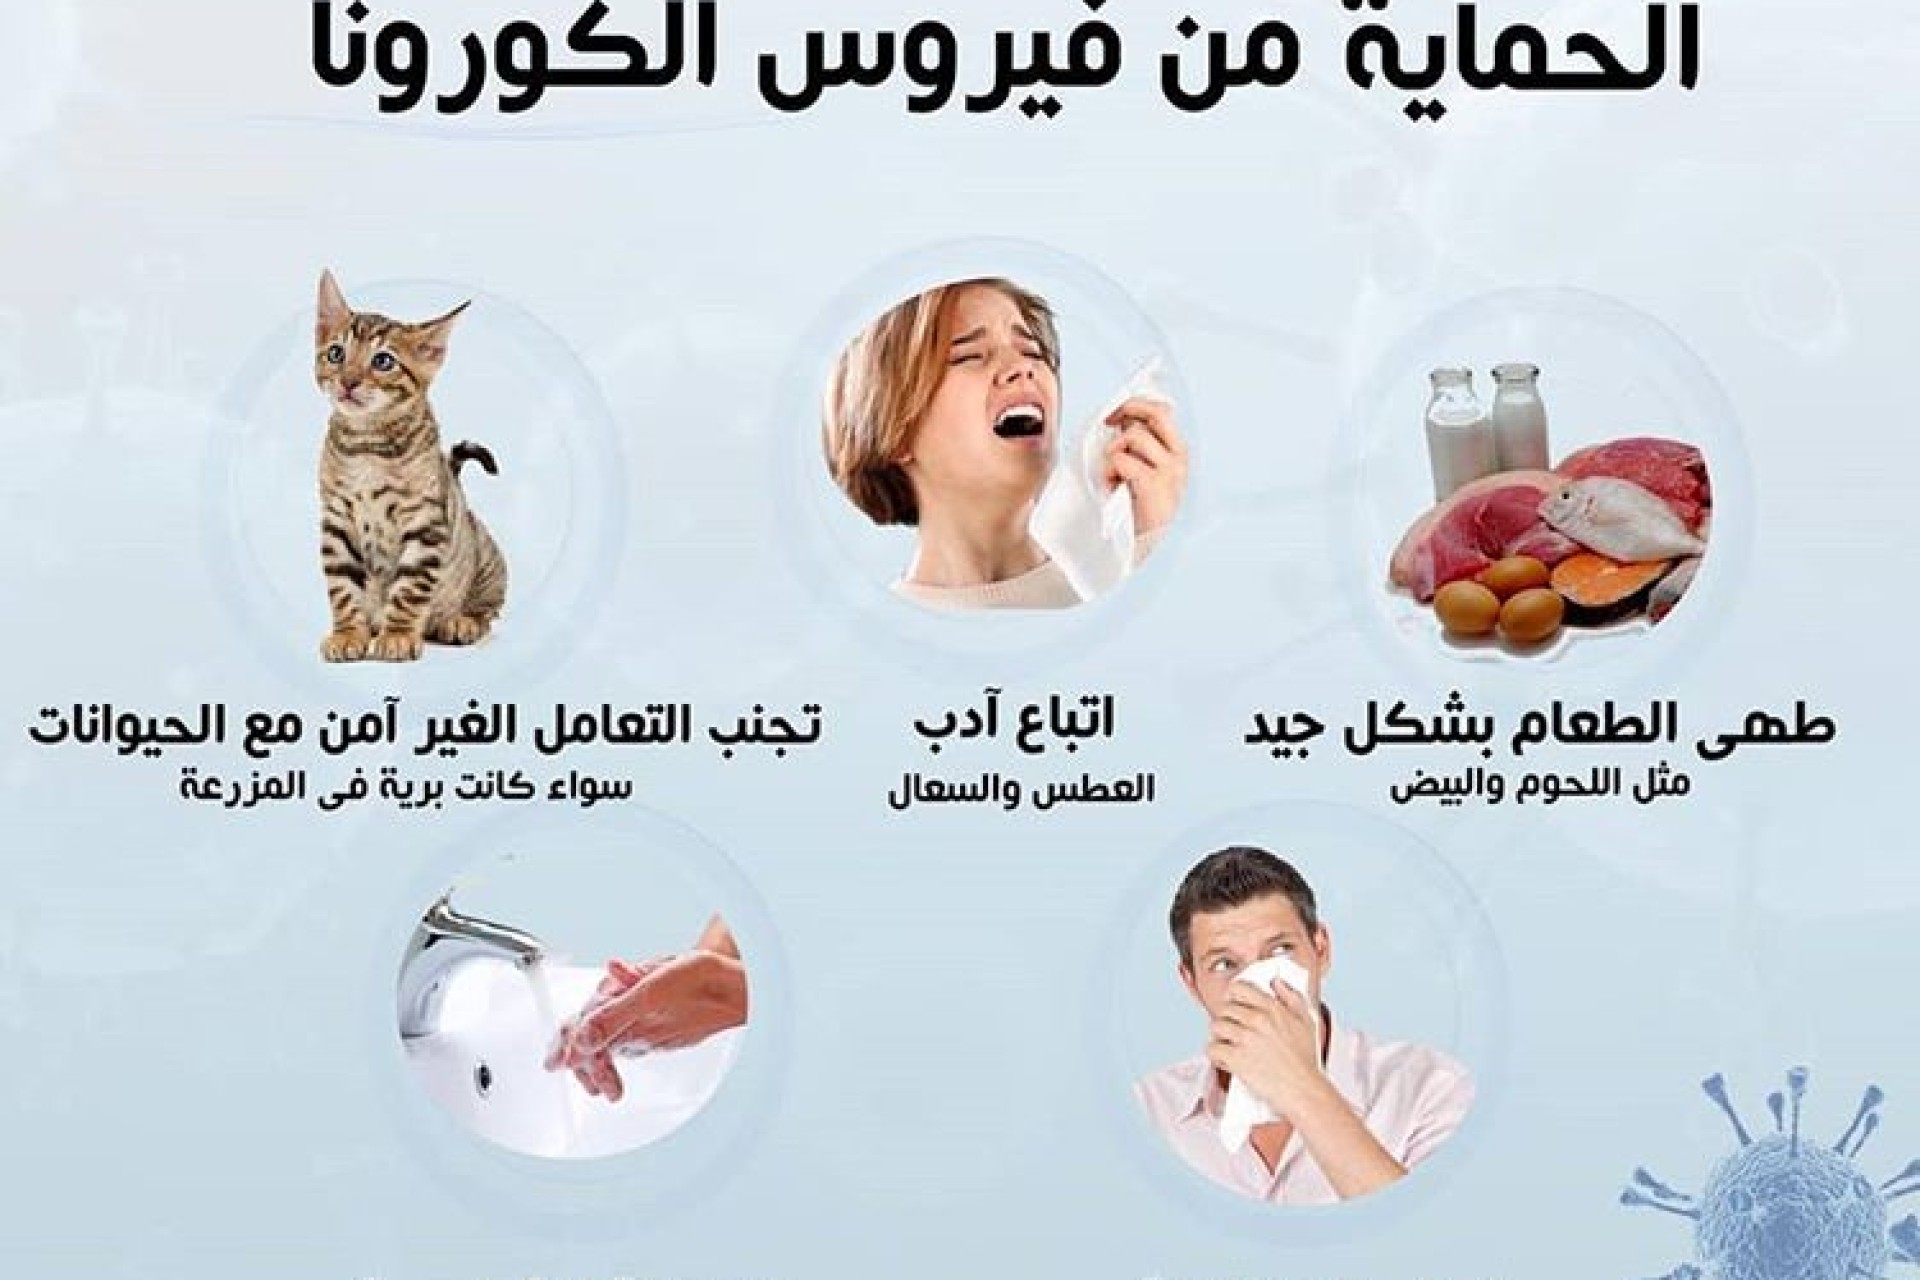 الحماية من فيروس الكورونا
طهى الطعام بشكل جيد
مثل اللحوم والبيض
اتباع آدب
العطس والسعال
تجنب التعامل الغير آمن مع الحيوانات
سواء كانت برية فى المزرعة